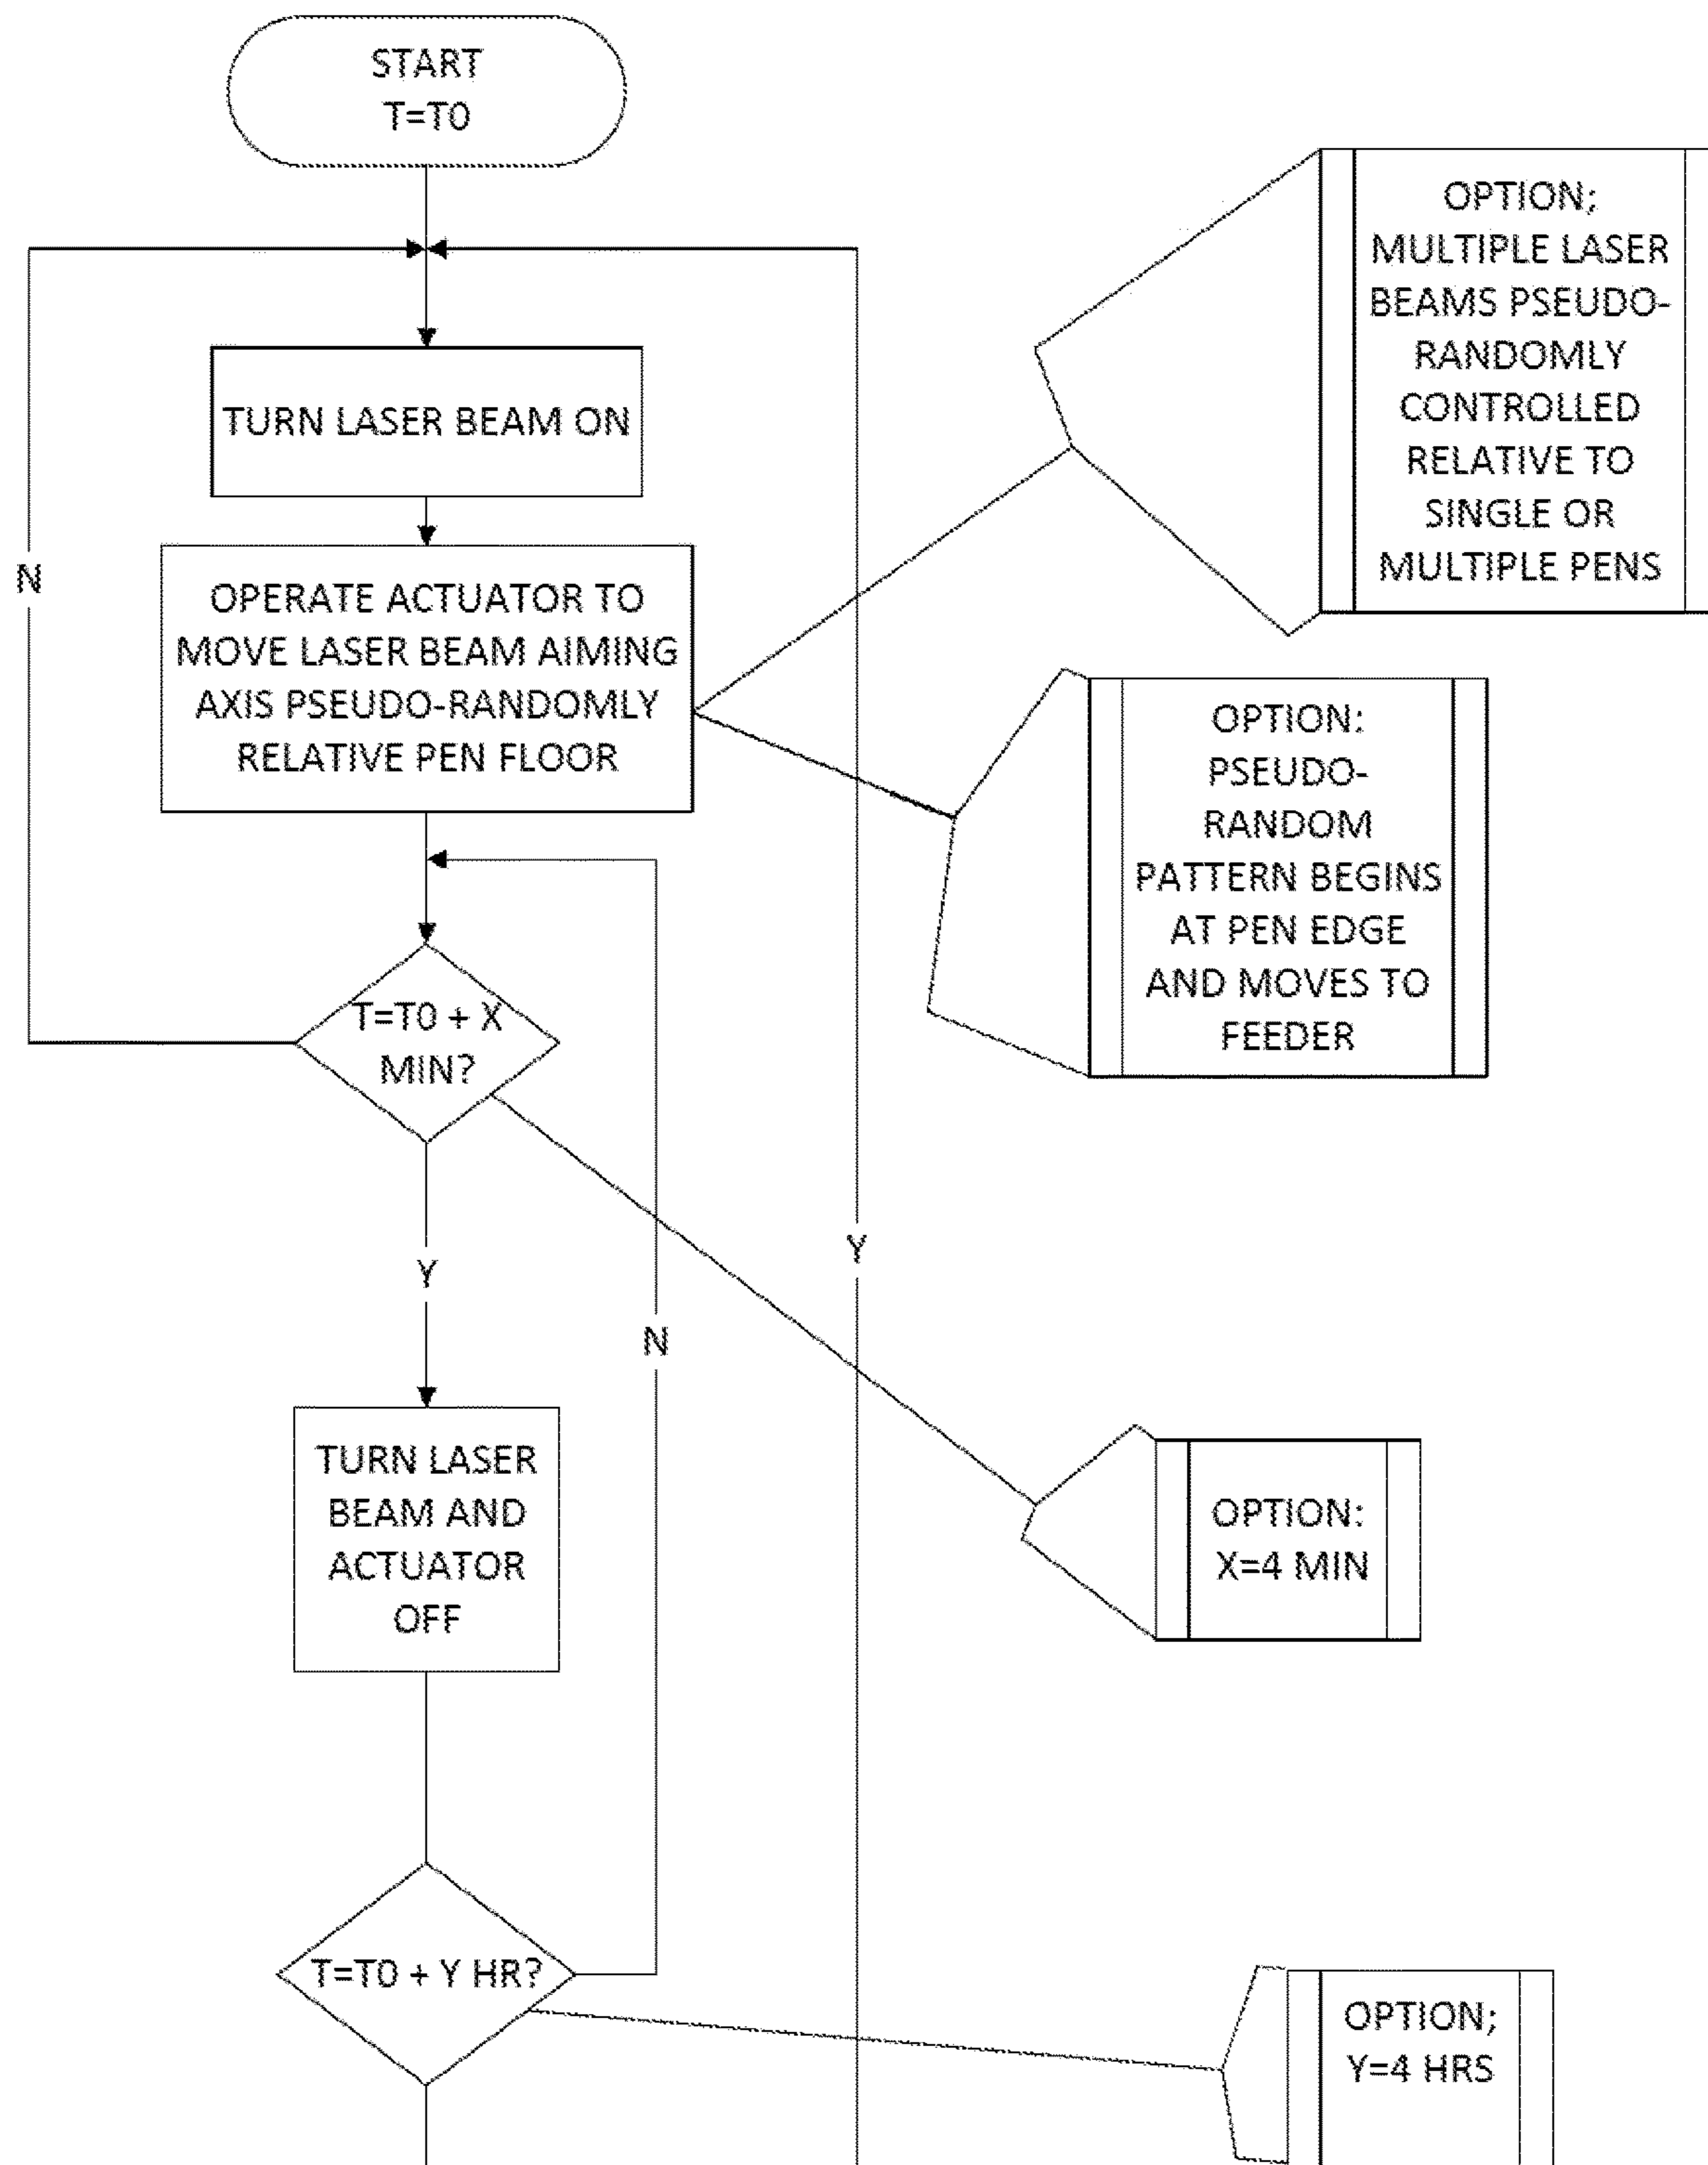 START
T=T0
OPTION;
MULTIPLE LASER
BEAMS PSEUDO-
RANDOMLY
CONTROLLED
RELATIVE TO
SINGLE OR
MULTIPLE PENS
TURN LASER BEAM ON
N
OPERATE ACTUATOR TO
MOVE LASER BEAM AIMING
AXIS PSEUDO-RANDOMLY
RELATIVE PEN FLOOR
OPTION:
PSEUDO-
RANDOM
PATTERN BEGINS
AT PEN EDGE
AND MOVES TO
FEEDER
T=T0 + X
MIN?
Y
Y
N
TURN LASER
BEAM AND
ACTUATOR
OFF
OPTION:
X=4 MIN
T=T0 + Y HR?
OPTION;
Y=4 HRS